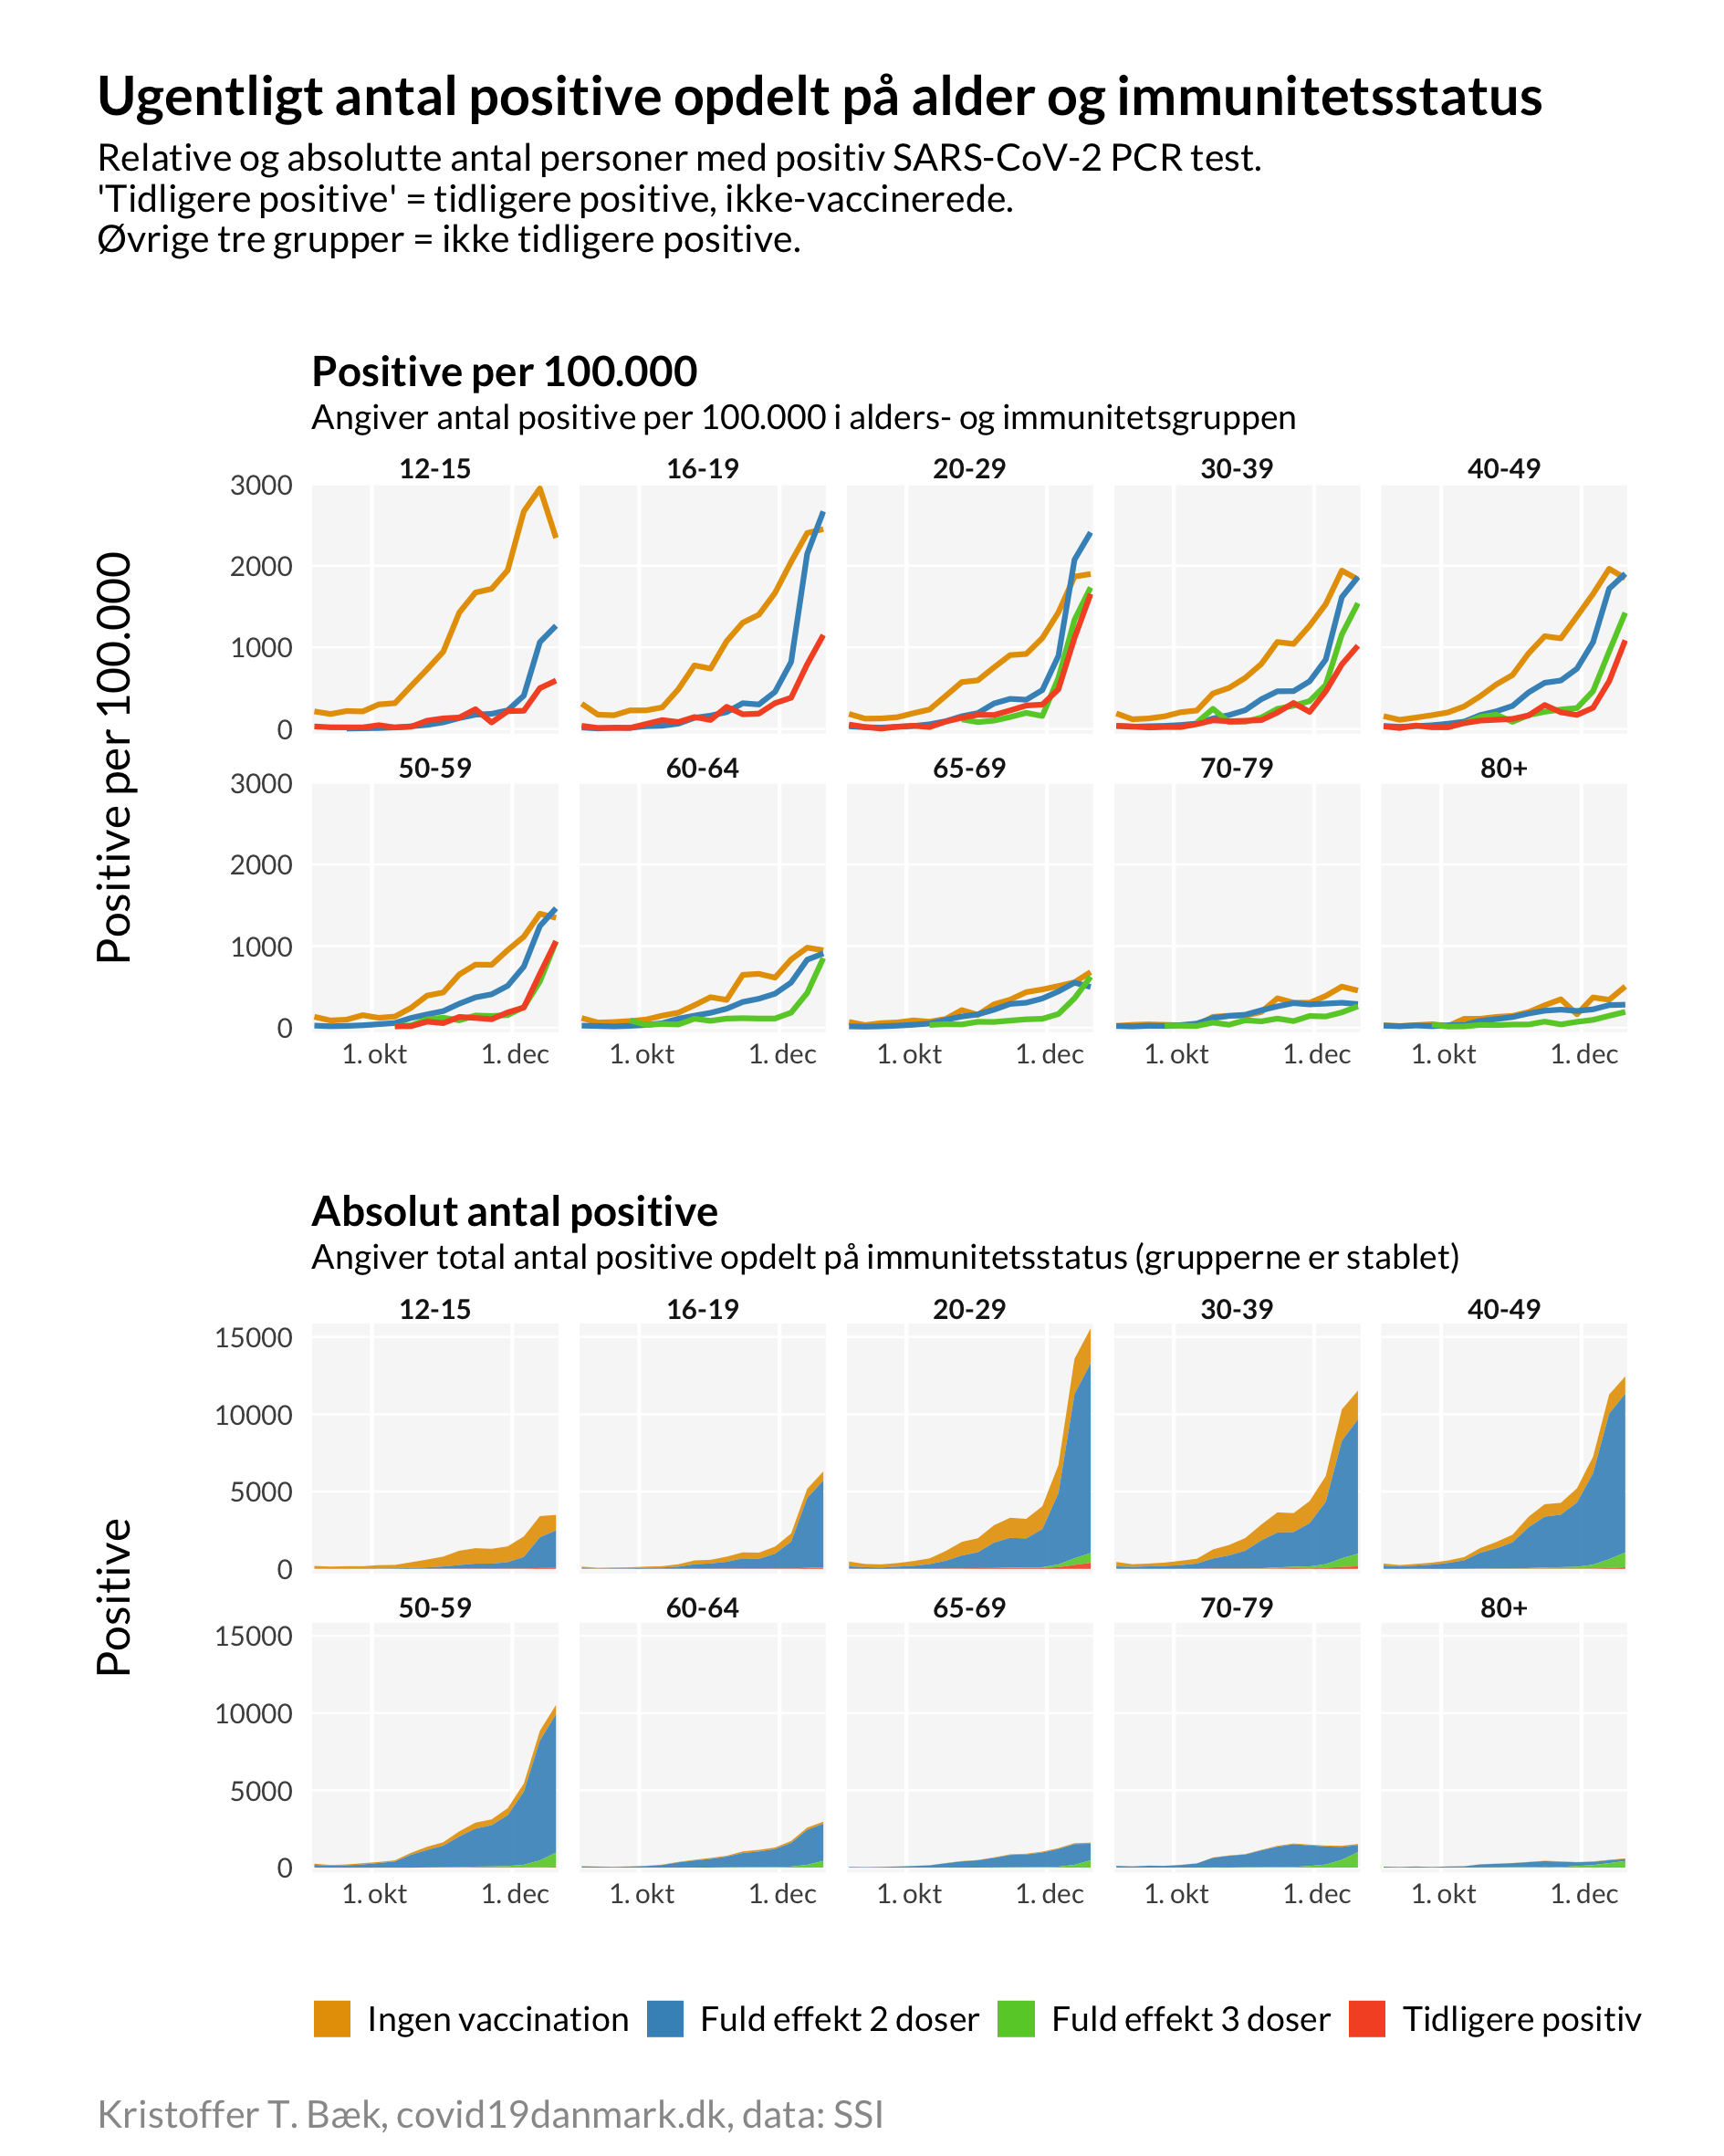 Ugentligt antal positive opdelt på alder og immunitetsstatus
Relative og absolutte antal personer med positiv SARS-CoV-2 PCR test.
'Tidligere positive' = tidligere positive, ikke-vaccinerede.
Øvrige tre grupper = ikke tidligere positive.
Positive per 100.000
Angiver antal positive per 100.000 i alders- og immunitetsgruppen
Positive per 100.000
12-15 16-19 20-29 30-39 40-49
3000
2000
1000
0
50-59 60-64 65-69 70-79 80+
3000
2000
1000
0
1. okt 1. dec 1. okt 1. dec 1. okt 1. dec 1. okt 1. dec 1. okt 1. dec
Absolut antal positive
Angiver total antal positive opdelt på immunitetsstatus (grupperne er stablet)
Positive
12-15 16-19 20-29 30-39 40-49
15000
10000
5000
0
50-59 60-64 65-69 70-79 80+
15000
10000
5000
0
1. okt 1. dec 1. okt 1. dec 1. okt 1. dec 1. okt 1. dec 1. okt 1. dec
Ingen vaccination Fuld effekt 2 doser Fuld effekt 3 doser Tidligere positiv
Kristoffer T. Bæk, covid19danmark.dk, data: SSI